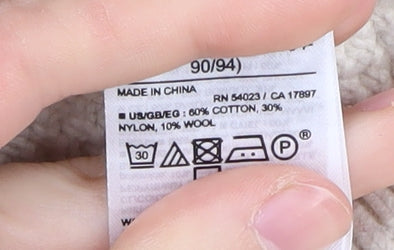 90/94)
MADE IN CHINA
RN 54023 / CA 17897
■ US/GB/EG : 60% COTTON, 30%
NYLON, 10% WOOL
30 P ®
W